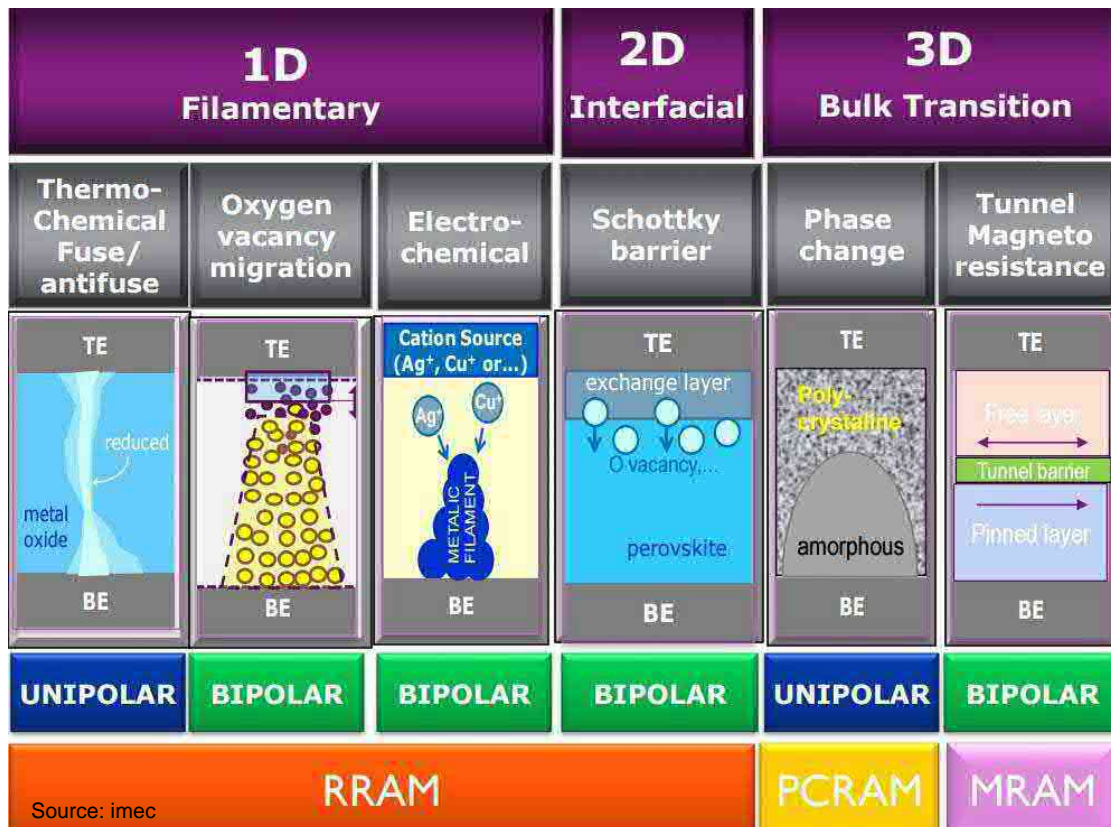 1D
Filamentary
2D
Interfacial
3D
Bulk Transition
Thermo-
Chemical
Fuse/
antifuse
Oxygen
vacancy
migration
Electro-
chemical
Schottky
barrier
Phase
change
Tunnel
Magneto
resistance
TE
reduced
metal
oxide
BE
TE
BE
Cation Source
(Ag⁺, Cu⁺ or...)
Ag⁺
Cu⁺
METALIC
FILAMENT
BE
TE
exchange layer
O vacancy,...
perovskite
BE
TE
Poly-
crystaline
amorphous
BE
TE
Free layer
Tunnel barrier
Pinned layer
BE
UNIPOLAR
BIPOLAR
BIPOLAR
BIPOLAR
UNIPOLAR
BIPOLAR
RRAM
PCRAM
MRAM
Source: imec